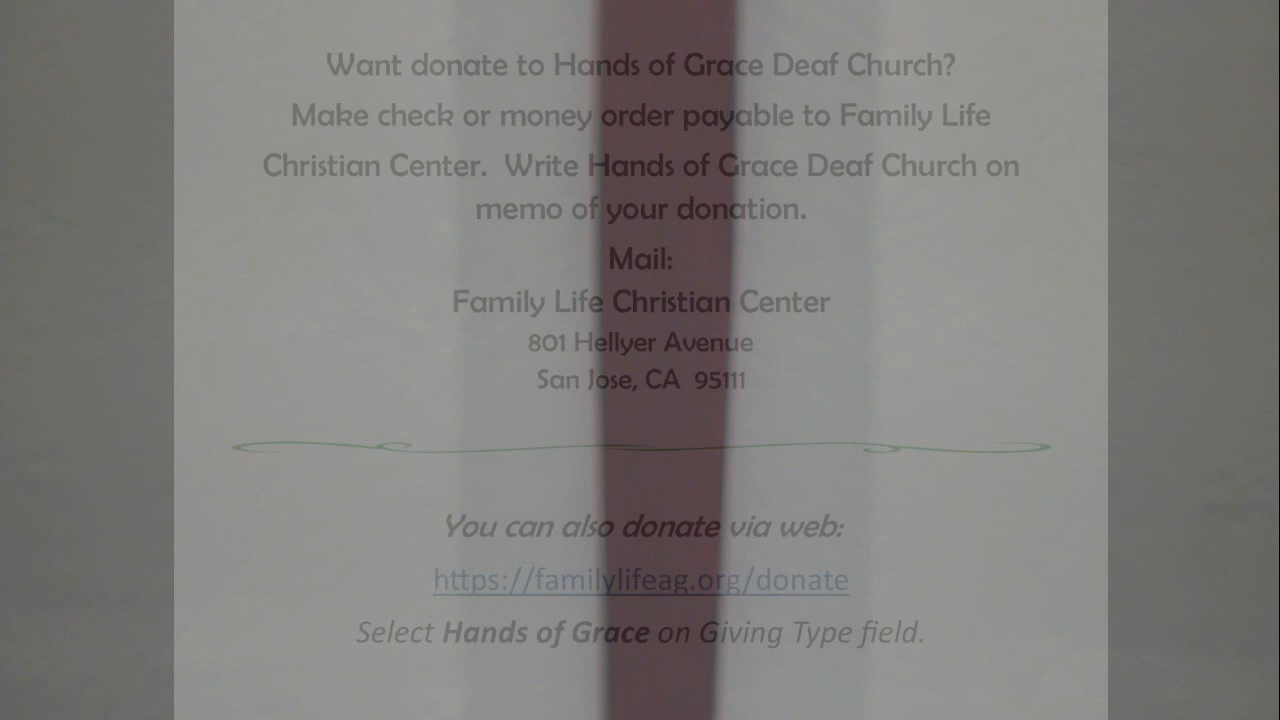 Want donate to Hands of Grace Deaf Church?
Make check or money order payable to Family Life
Christian Center.  Write Hands of Grace Deaf Church on
memo of your donation.
Mail:
Family Life Christian Center
801 Hellyer Avenue
San Jose, CA  95111
You can also donate via web:
https://familylifeag.org/donate
Select Hands of Grace on Giving Type field.